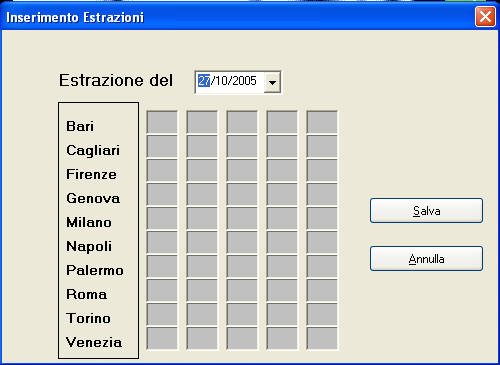 Inserimento Estrazioni
Estrazione del 27/10/2005
Bari
Cagliari
Firenze
Genova
Milano
Napoli
Palermo
Roma
Torino
Venezia
Salva
Annulla